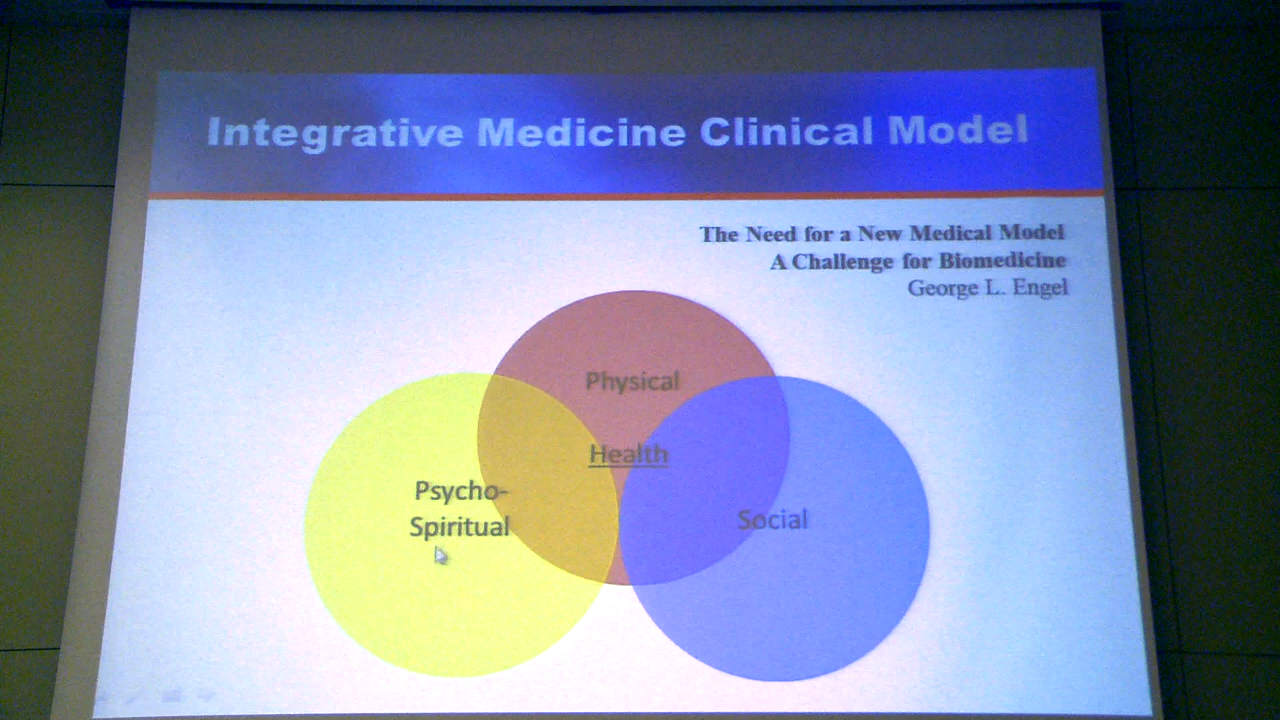 Integrative Medicine Clinical Model
The Need for a New Medical Model
A Challenge for Biomedicine
George L. Engel
Physical
Health
Psycho-
Spiritual
Social